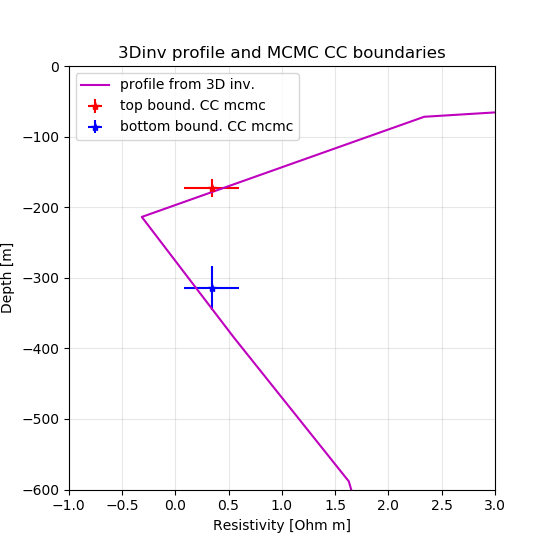 3Dinv profile and MCMC CC boundaries
profile from 3D inv.
top bound. CC mcmc
bottom bound. CC mcmc
0
−100
−200
−300
−400
−500
−600
Depth [m]
−1.0 −0.5 0.0 0.5 1.0 1.5 2.0 2.5 3.0
Resistivity [Ohm m]